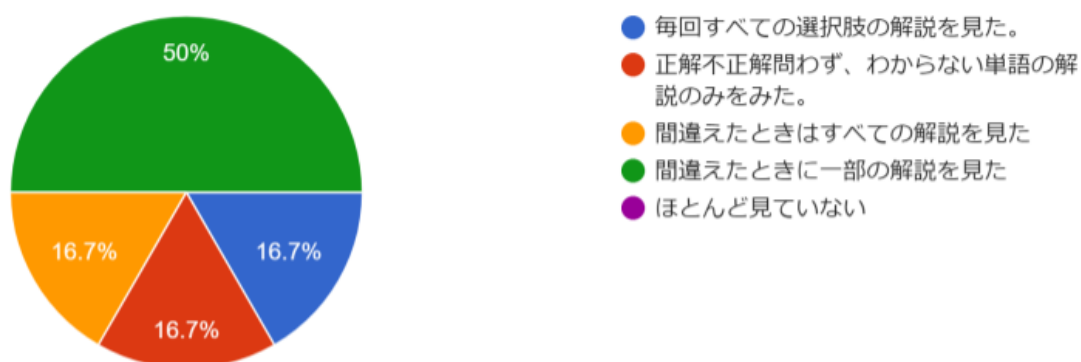 50%
16.7%
16.7%
16.7%
毎回すべての選択肢の解説を見た。
正解不正解問わず、わからない単語の解
説のみをみた。
間違えたときはすべての解説を見た
間違えたときに一部の解説を見た
ほとんど見ていない